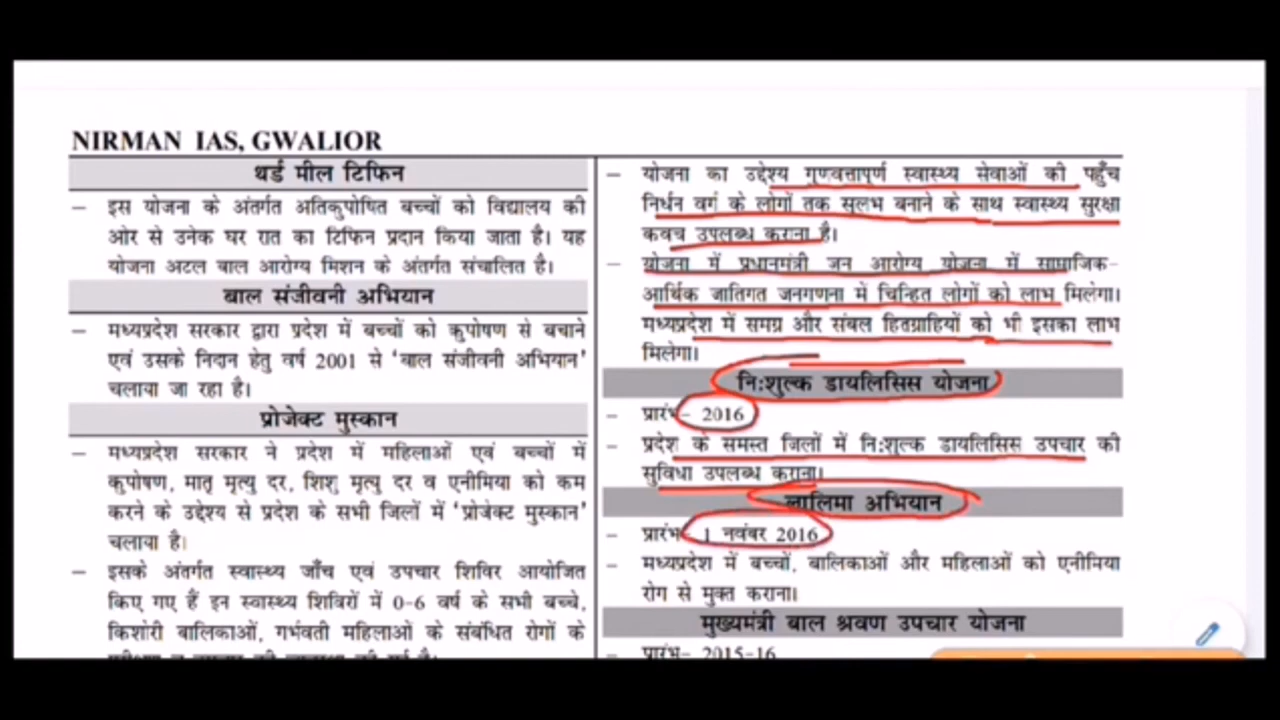 NIRMAN IAS, GWALIOR
थर्ड मील टिफिन
– इस योजना के अंतर्गत अतिकुपोषित बच्चों को विद्यालय की
ओर से उनेक घर रात का टिफिन प्रदान किया जाता है। यह
योजना अटल बाल आरोग्य मिशन के अंतर्गत संचालित है।
बाल संजीवनी अभियान
– मध्यप्रदेश सरकार द्वारा प्रदेश में बच्चों को कुपोषण से बचाने
एवं उसके निदान हेतु वर्ष 2001 से ‘बाल संजीवनी अभियान’
चलाया जा रहा है।
प्रोजेक्ट मुस्कान
– मध्यप्रदेश सरकार ने प्रदेश में महिलाओं एवं बच्चों में
कुपोषण, मातृ मृत्यु दर, शिशु मृत्यु दर व एनीमिया को कम
करने के उद्देश्य से प्रदेश के सभी जिलों में ‘प्रोजेक्ट मुस्कान’
चलाया है।
– इसके अंतर्गत स्वास्थ्य जाँच एवं उपचार शिविर आयोजित
किए गए हैं इन स्वास्थ्य शिविरों में 0-6 वर्ष के सभी बच्चे,
किशोरी बालिकाओं, गर्भवती महिलाओं के संबंधित रोगों के
– योजना का उद्देश्य गुणवत्तापूर्ण स्वास्थ्य सेवाओं की पहुँच
निर्धन वर्ग के लोगों तक सुलभ बनाने के साथ स्वास्थ्य सुरक्षा
कवच उपलब्ध कराना है।
– योजना में प्रधानमंत्री जन आरोग्य योजना में सामाजिक-
आर्थिक जातिगत जनगणना में चिन्हित लोगों को लाभ मिलेगा।
मध्यप्रदेश में समग्र और संबल हितग्राहियों को भी इसका लाभ
मिलेगा।
नि:शुल्क डायलिसिस योजना
– प्रारंभ- 2016
– प्रदेश के समस्त जिलों में नि:शुल्क डायलिसिस उपचार की
सुविधा उपलब्ध कराना।
लालिमा अभियान
– प्रारंभ- 1 नवंबर 2016
– मध्यप्रदेश में बच्चों, बालिकाओं और महिलाओं को एनीमिया
रोग से मुक्त कराना।
मुख्यमंत्री बाल श्रवण उपचार योजना
– प्रारंभ- 2015-16